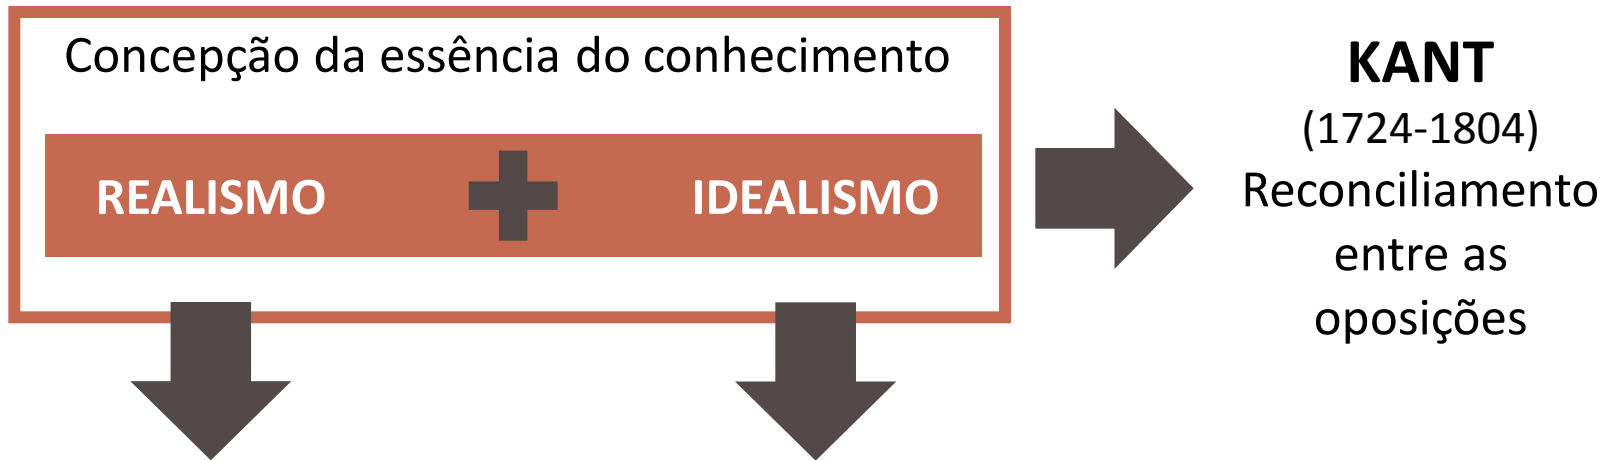 Concepção da essência do conhecimento
REALISMO
IDEALISMO
KANT
(1724-1804)
Reconciliamento
entre as
oposições